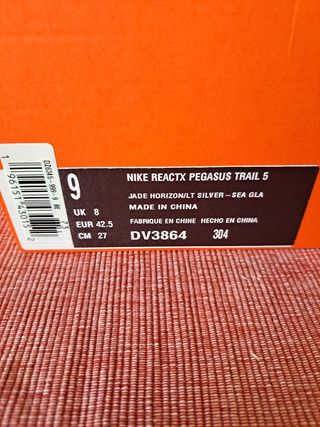 9
NIKE REACTX PEGASUS TRAIL 5
JADE HORIZON/LT SILVER-SEA GLA
UK 8
MADE IN CHINA
EUR 42.5
FABRIQUE EN CHINE HECHO EN CHINA
CM 27
DV3864 304